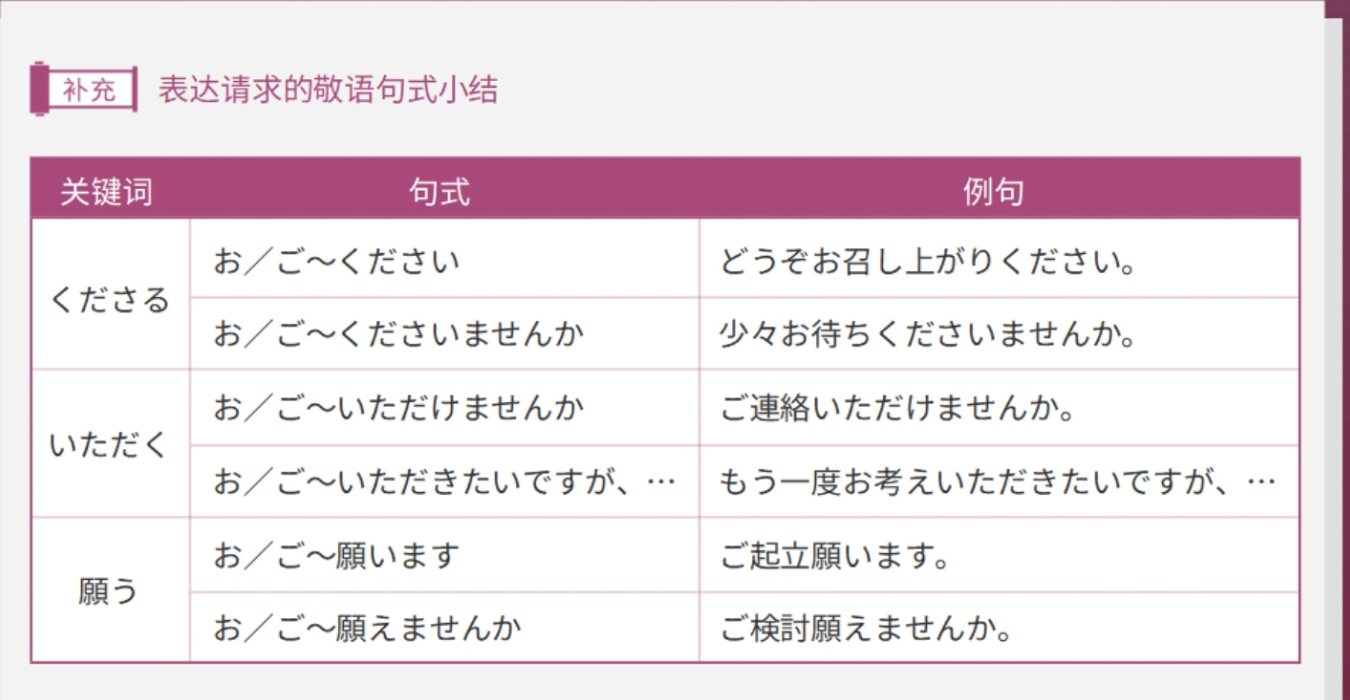 补充 表达请求的敬语句式小结
关键词 句式 例句
くださる
お／ご～ください どうぞお召し上がりください。
お／ご～くださいませんか 少々お待ちくださいませんか。
いただく
お／ご～いただけませんか ご連絡いただけませんか。
お／ご～いただきたいですが、… もう一度お考えいただきたいですが、…
願う
お／ご～願います ご起立願います。
お／ご～願えませんか ご検討願えませんか。